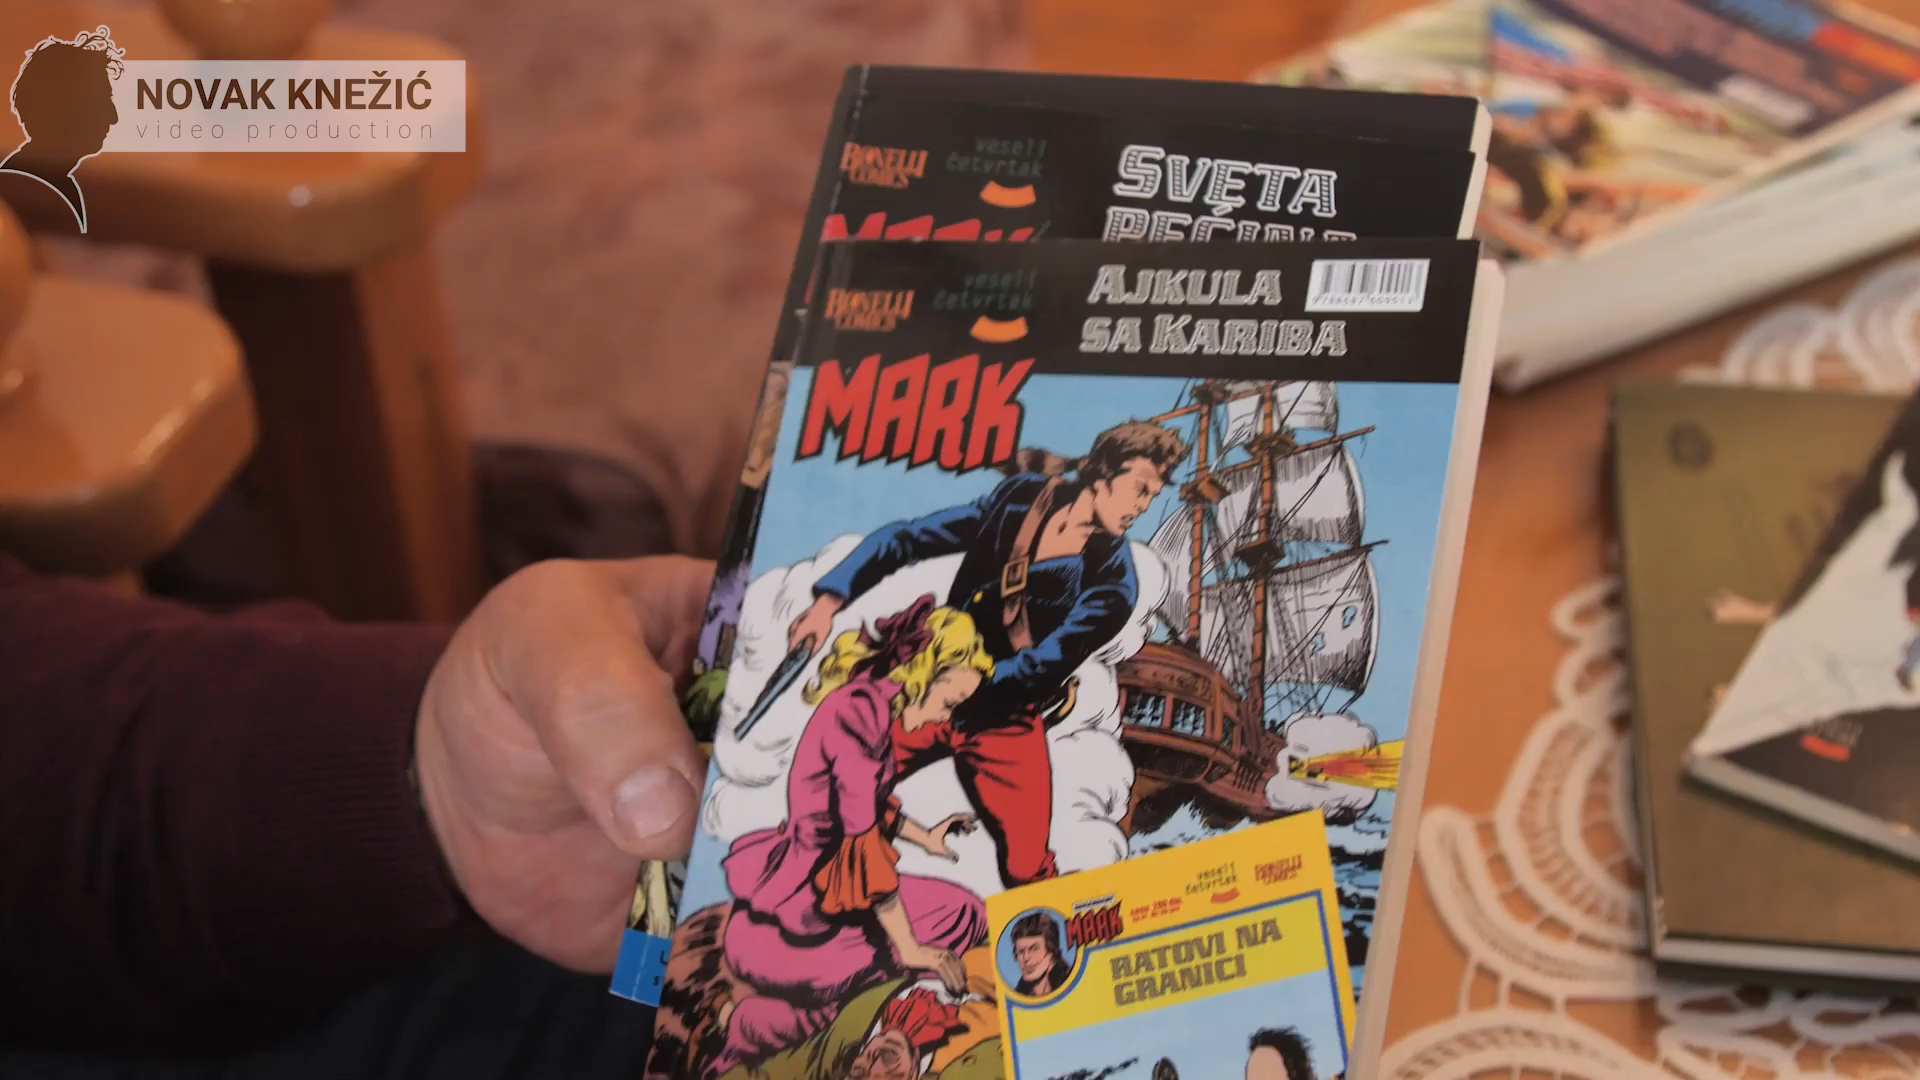 NOVAK KNEŽIĆ
video production
BONELLI
COMICS
veseli
četvrtak
SVETA
PEĆINA
MARK
BONELLI
COMICS
veseli
četvrtak
AJKULA
SA KARIBA
MARK
veseli
četvrtak
BONELLI
COMICS
MARK
RATOVI NA
GRANICI